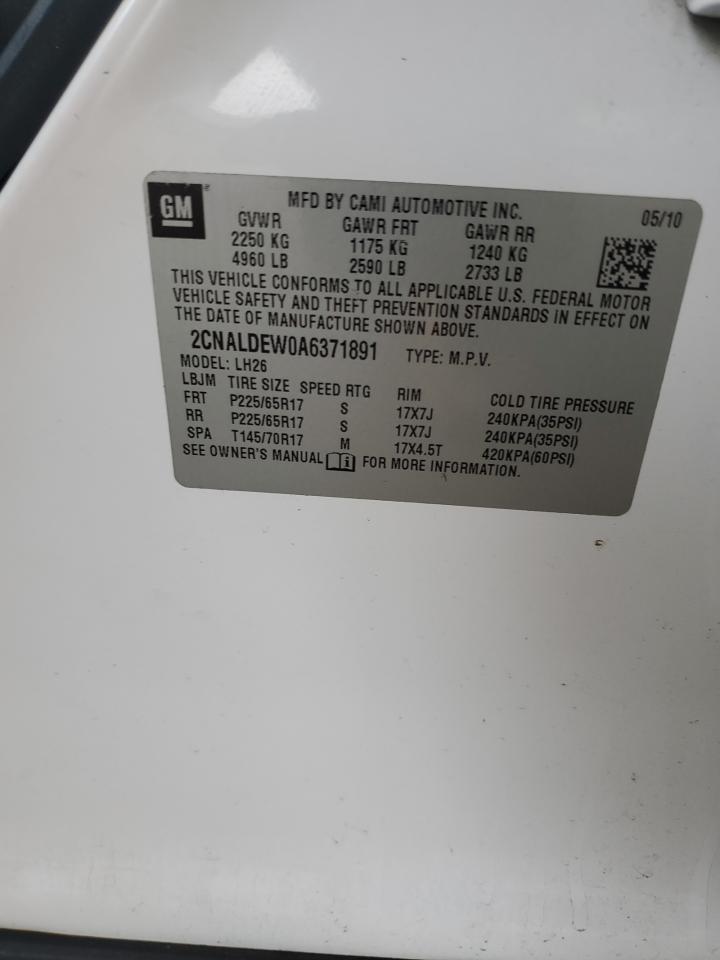 GM
MFD BY CAMI AUTOMOTIVE INC. 05/10
GVWR GAWR FRT GAWR RR
2250 KG 1175 KG 1240 KG
4960 LB 2590 LB 2733 LB
THIS VEHICLE CONFORMS TO ALL APPLICABLE U.S. FEDERAL MOTOR
VEHICLE SAFETY AND THEFT PREVENTION STANDARDS IN EFFECT ON
THE DATE OF MANUFACTURE SHOWN ABOVE.
2CNALDEW0A6371891 TYPE: M.P.V.
MODEL: LH26
LBJM TIRE SIZE SPEED RTG RIM COLD TIRE PRESSURE
FRT P225/65R17 S 17X7J 240KPA(35PSI)
RR P225/65R17 S 17X7J 240KPA(35PSI)
SPA T145/70R17 M 17X4.5T 420KPA(60PSI)
SEE OWNER'S MANUAL FOR MORE INFORMATION.